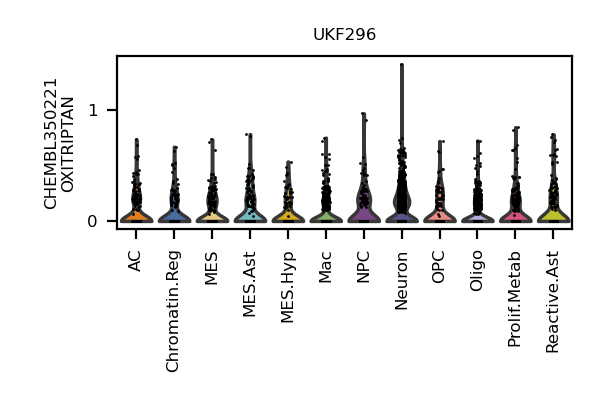 UKF296
CHEMBL350221
OXITRIPTAN
1
0
AC
Chromatin.Reg
MES
MES.Ast
MES.Hyp
Mac
NPC
Neuron
OPC
Oligo
Prolif.Metab
Reactive.Ast